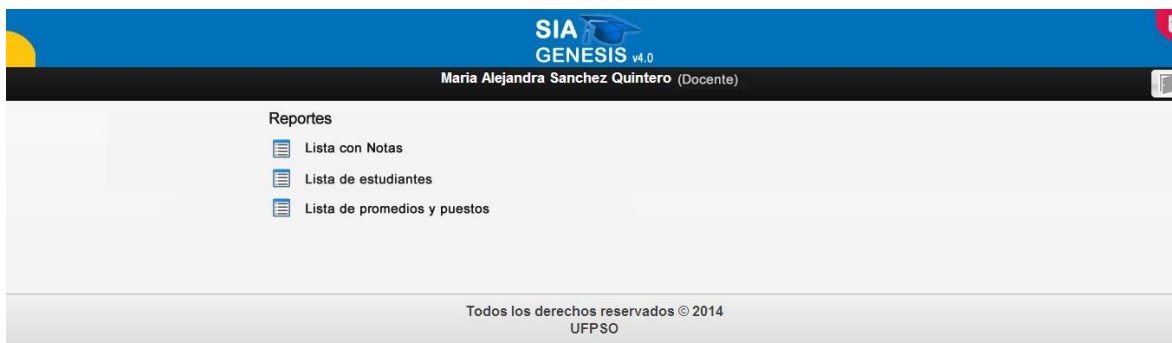 SIA
GENESIS v4.0
Maria Alejandra Sanchez Quintero (Docente)
Reportes
Lista con Notas
Lista de estudiantes
Lista de promedios y puestos
Todos los derechos reservados © 2014
UFPSO